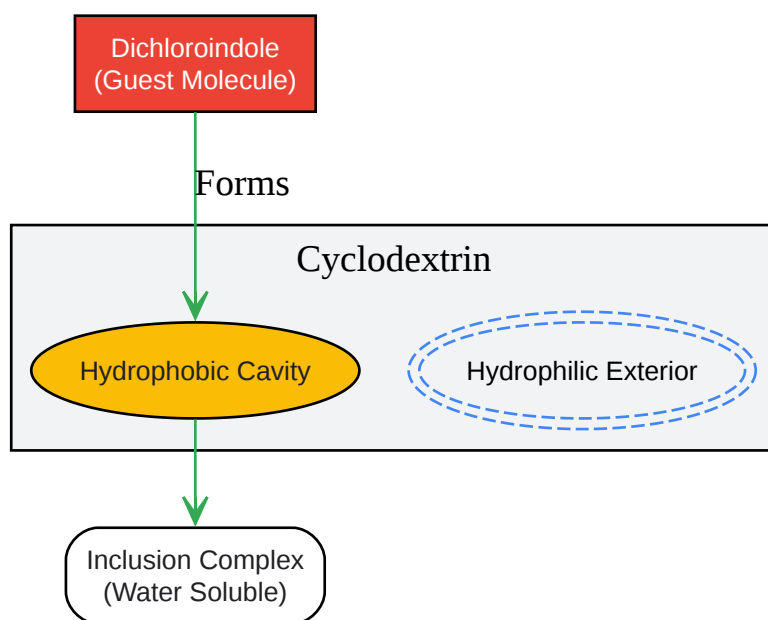 Dichloroindole
(Guest Molecule)
Forms
Cyclodextrin
Hydrophobic Cavity
Hydrophilic Exterior
Inclusion Complex
(Water Soluble)